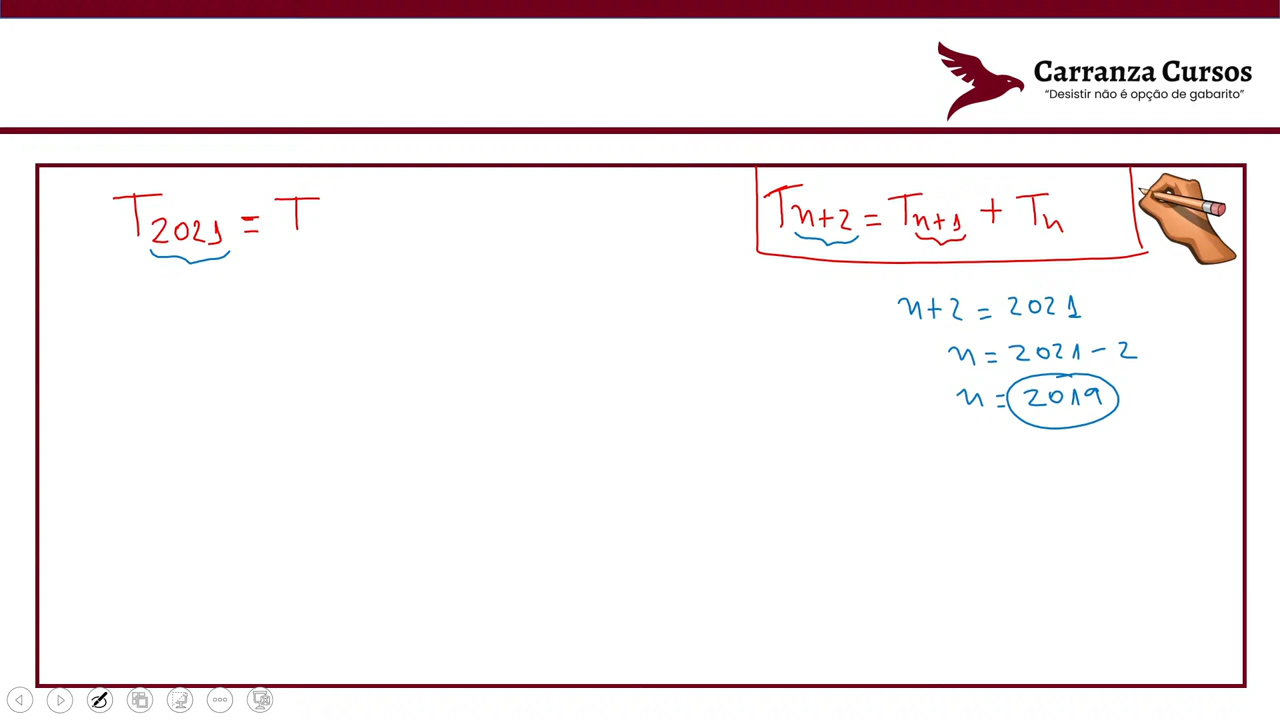 Carranza Cursos
“Desistir não é opção de gabarito”
T₂₀₂₁ = T
Tₙ₊₂ = Tₙ₊₁ + Tₙ
n+2 = 2021
n = 2021 - 2
n = 2019